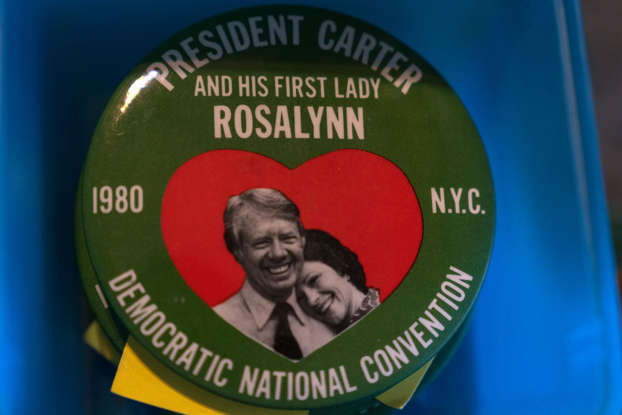 PRESIDENT CARTER
AND HIS FIRST LADY
ROSALYNN
1980
N.Y.C.
DEMOCRATIC NATIONAL CONVENTION